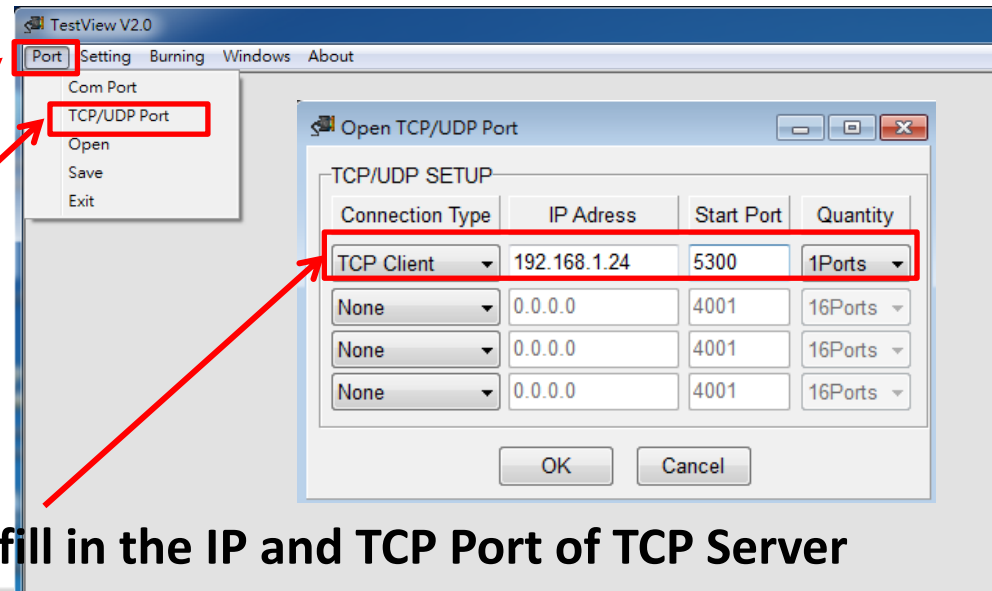 TestView V2.0
Port Setting Burning Windows About
Com Port
TCP/UDP Port
Open
Save
Exit
Open TCP/UDP Port
TCP/UDP SETUP
Connection Type IP Adress Start Port Quantity
TCP Client 192.168.1.24 5300 1Ports
None 0.0.0.0 4001 16Ports
None 0.0.0.0 4001 16Ports
None 0.0.0.0 4001 16Ports
OK Cancel
fill in the IP and TCP Port of TCP Server